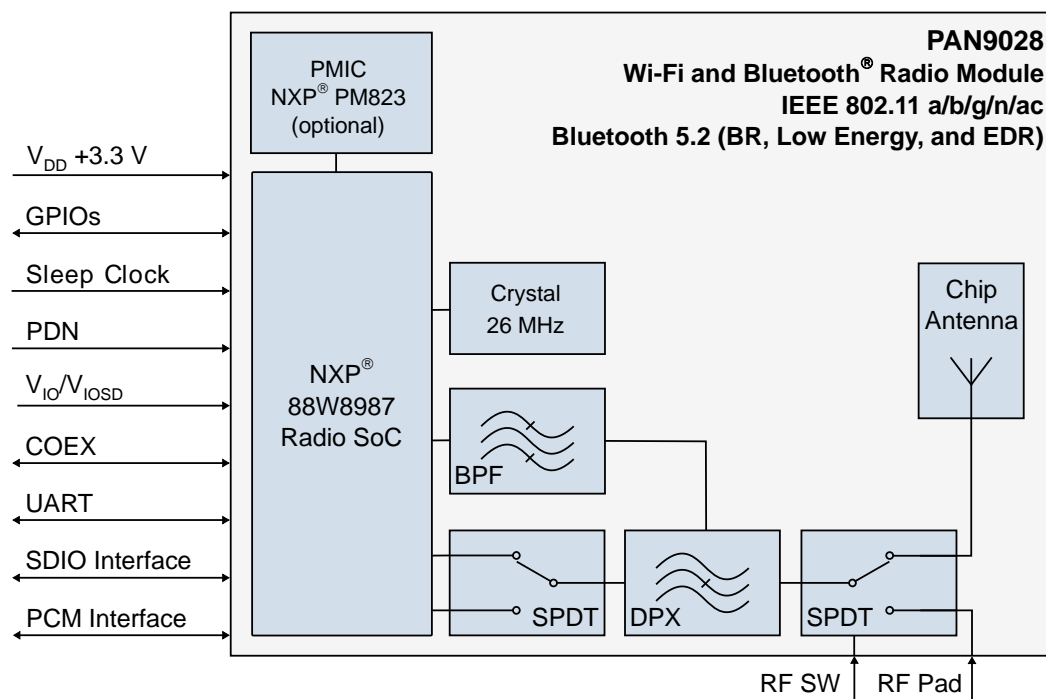 PAN9028
Wi-Fi and Bluetooth® Radio Module
IEEE 802.11 a/b/g/n/ac
Bluetooth 5.2 (BR, Low Energy, and EDR)
PMIC
NXP® PM823
(optional)
VDD +3.3 V
GPIOs
Sleep Clock
PDN
VIO/VIOSD
COEX
UART
SDIO Interface
PCM Interface
NXP®
88W8987
Radio SoC
Crystal
26 MHz
BPF
SPDT
DPX
SPDT
Chip
Antenna
RF SW
RF Pad